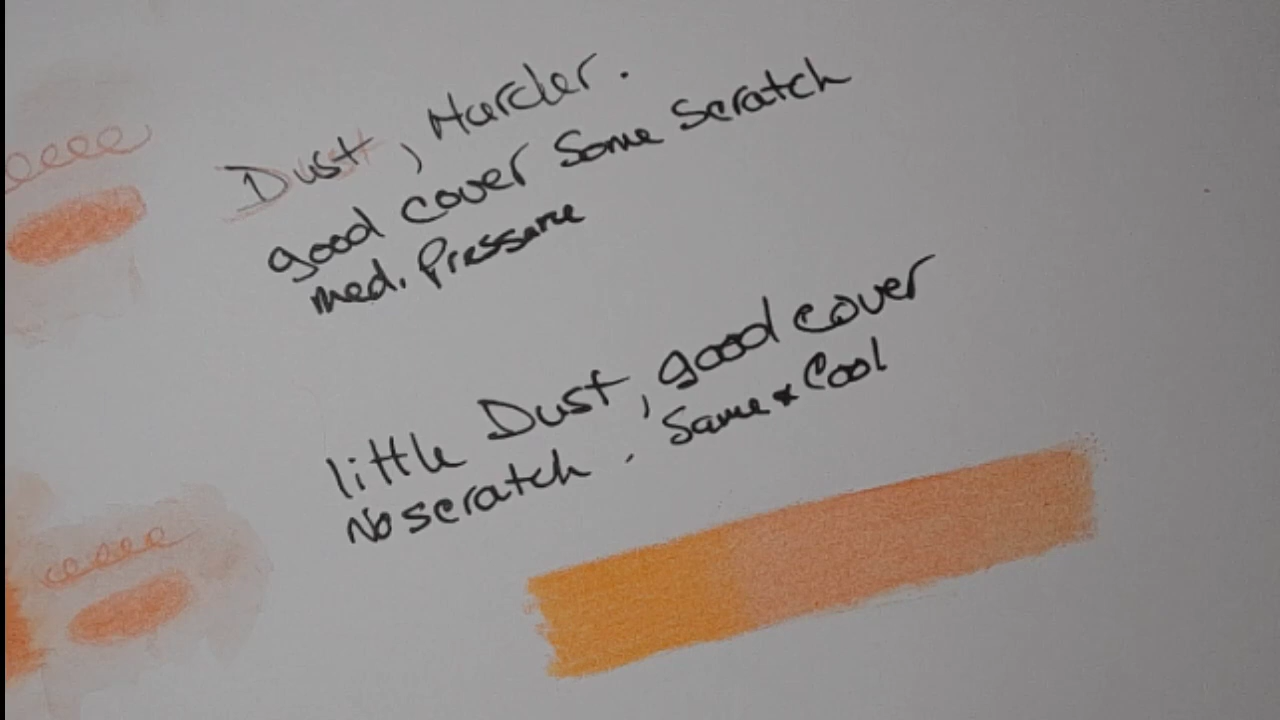 Dust, Harder.
good cover Some Scratch
med. Pressure
little Dust, good cover
No scratch. Same * Cool